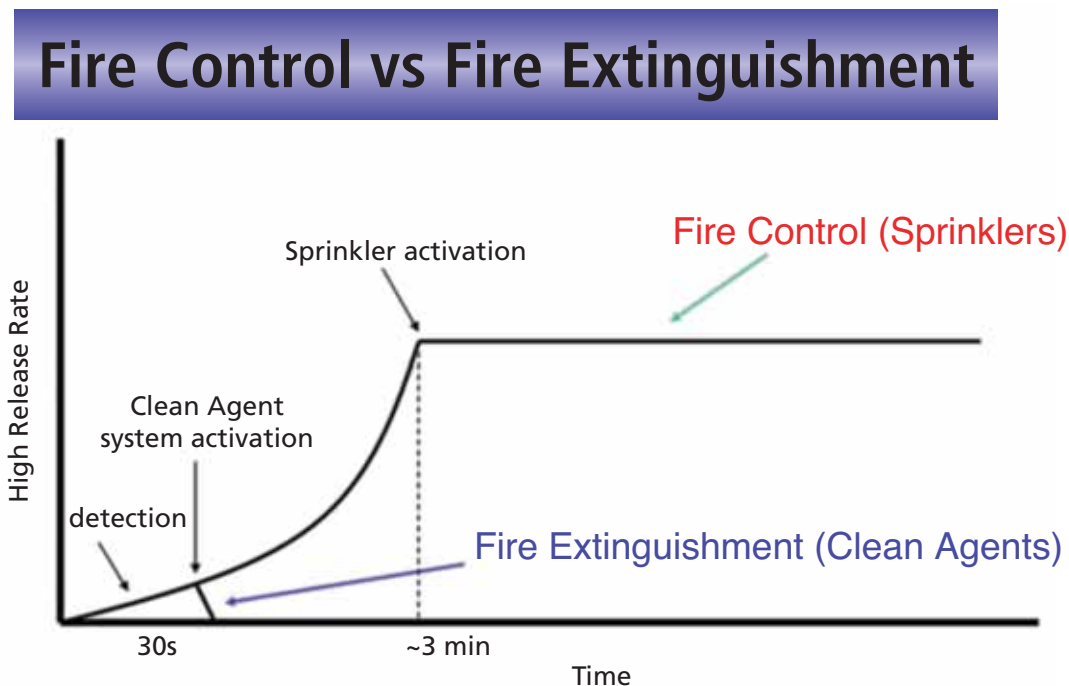 Fire Control vs Fire Extinguishment
Fire Control (Sprinklers)
Sprinkler activation
High Release Rate
Clean Agent
system activation
detection
Fire Extinguishment (Clean Agents)
30s
~3 min
Time